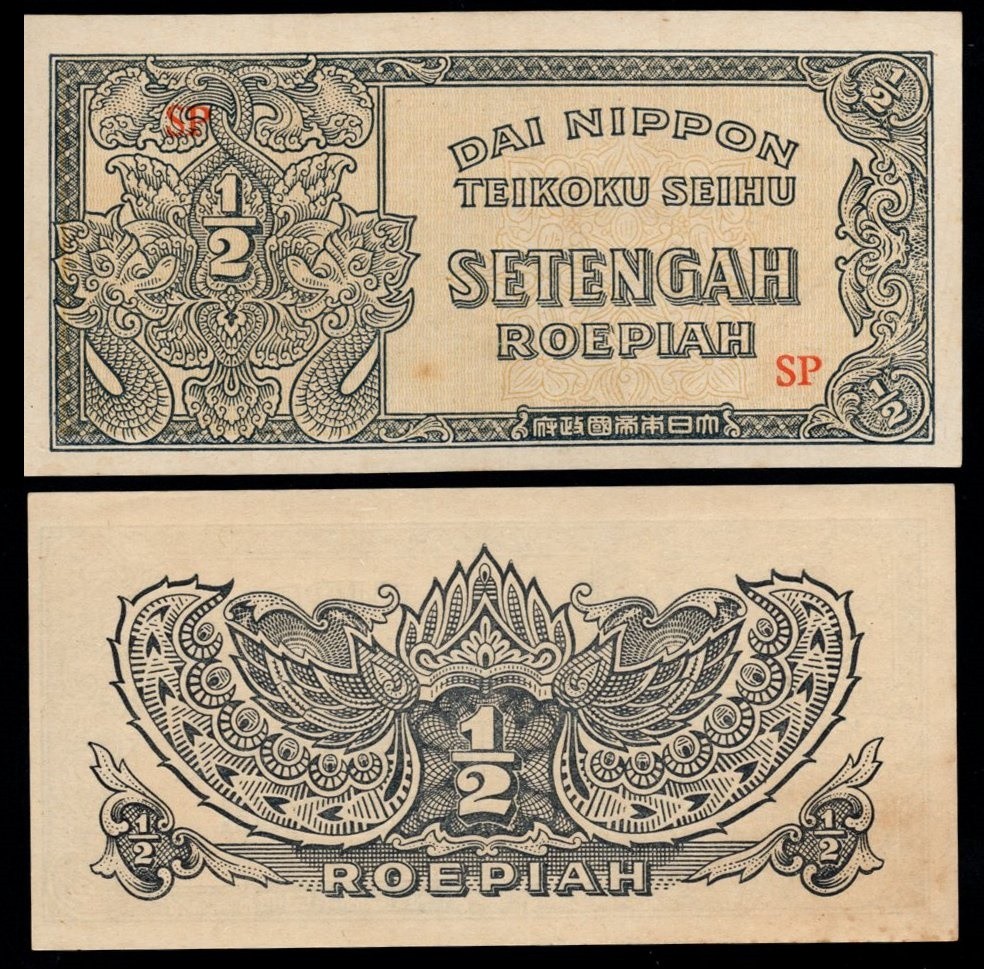 SP
1/2
1/2
DAI NIPPON
TEIKOKU SEIHU
SETENGAH
ROEPIAH
SP
1/2
府政國帝本日大
1/2
1/2
1/2
ROEPIAH